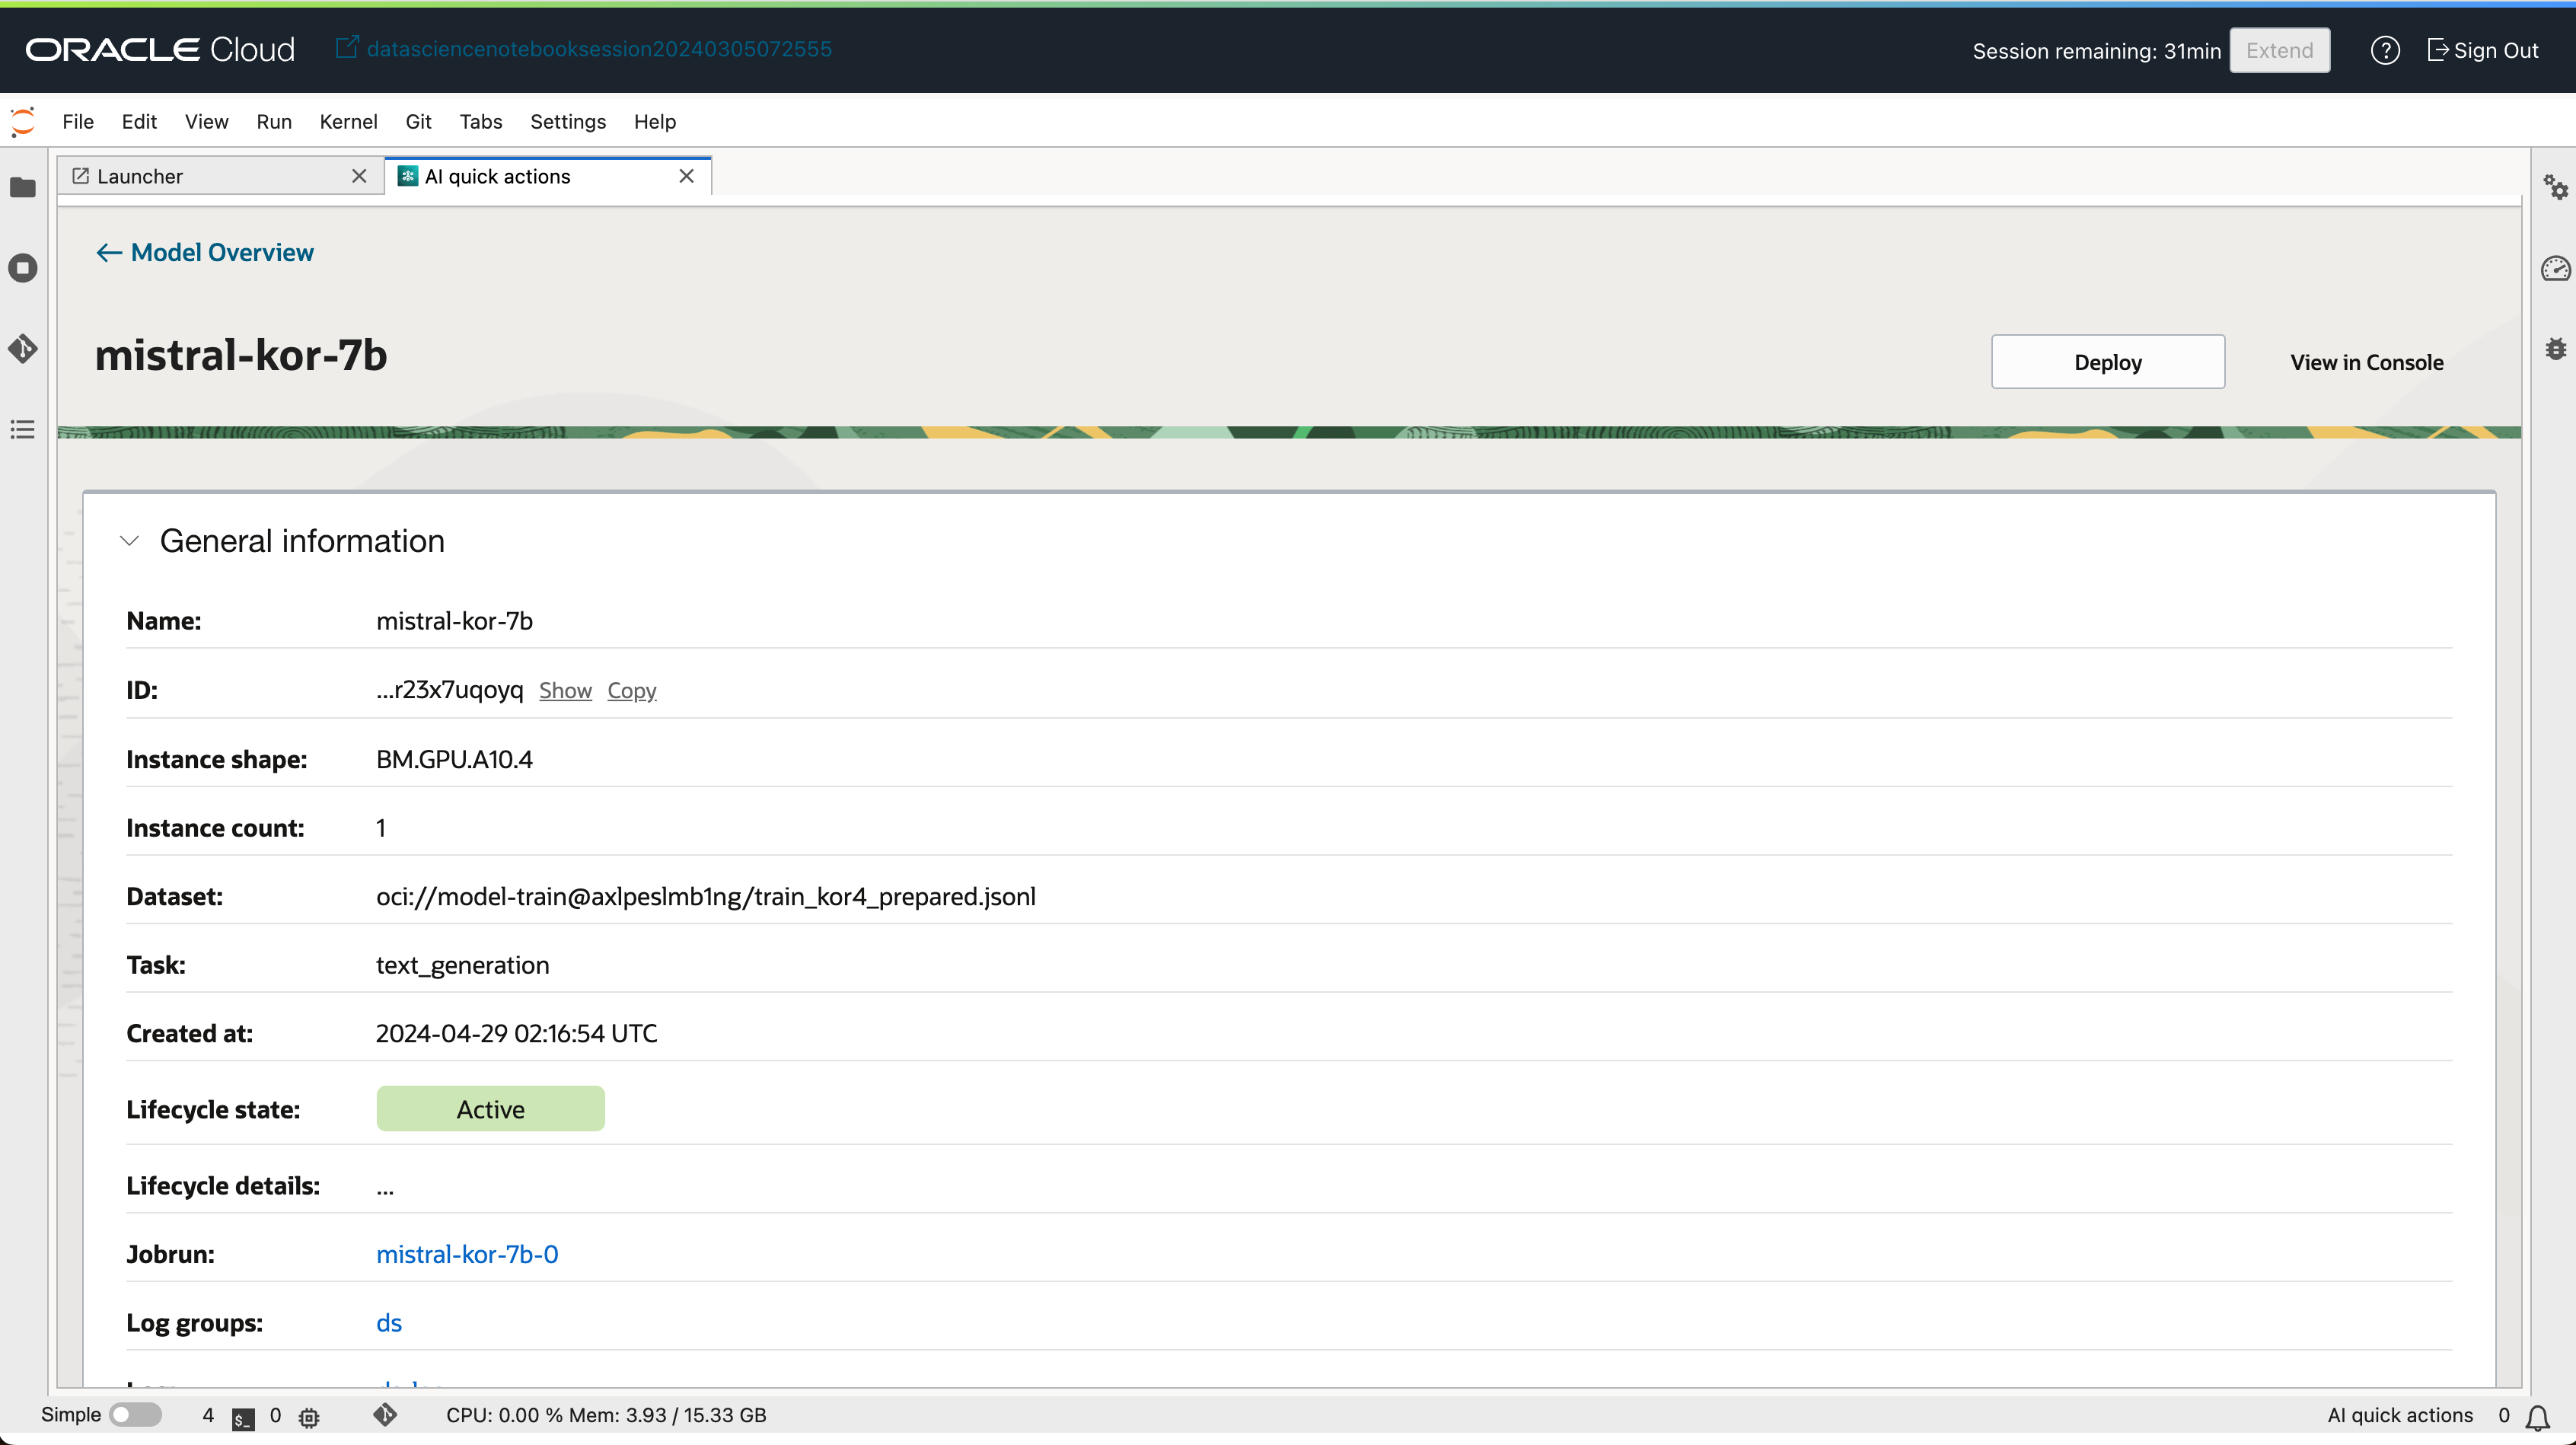 ORACLE Cloud datasciencenotebooksession20240305072555 Session remaining: 31min Extend ? Sign Out
File Edit View Run Kernel Git Tabs Settings Help
Launcher AI quick actions
← Model Overview
mistral-kor-7b Deploy View in Console
General information
Name: mistral-kor-7b
ID: ...r23x7uqoyq Show Copy
Instance shape: BM.GPU.A10.4
Instance count: 1
Dataset: oci://model-train@axlpeslmb1ng/train_kor4_prepared.jsonl
Task: text_generation
Created at: 2024-04-29 02:16:54 UTC
Lifecycle state: Active
Lifecycle details: ...
Jobrun: mistral-kor-7b-0
Log groups: ds
Simple 4 $_ 0 CPU: 0.00 % Mem: 3.93 / 15.33 GB AI quick actions 0